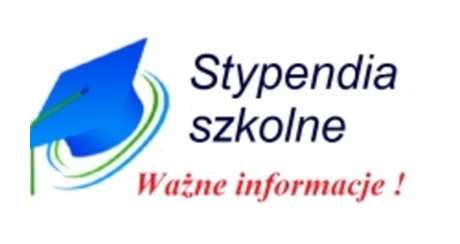 Stypendia
szkolne
Ważne informacje !